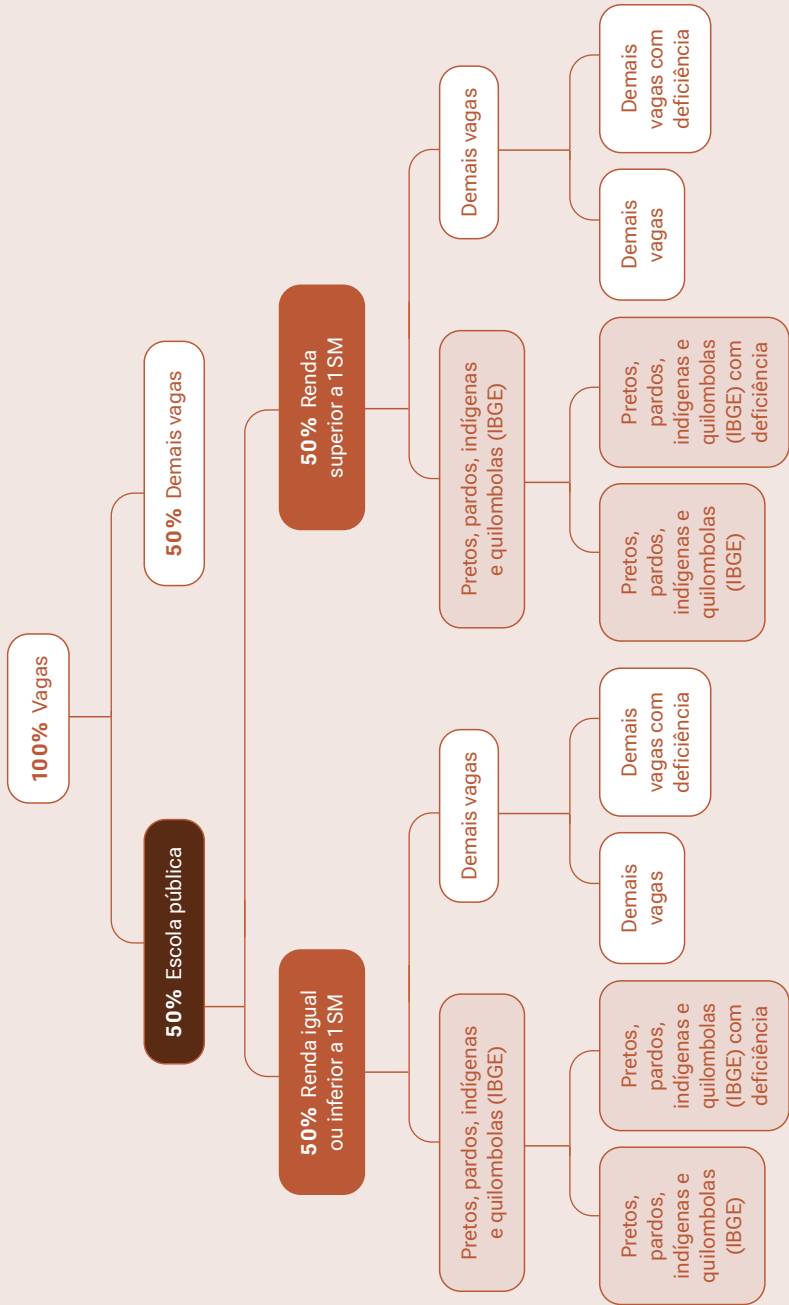 100% Vagas
50% Escola pública
50% Demais vagas
50% Renda igual
ou inferior a 1 SM
50% Renda
superior a 1 SM
Pretos, pardos, indígenas
e quilombolas (IBGE)
Demais vagas
Pretos, pardos, indígenas
e quilombolas (IBGE)
Demais vagas
Pretos,
pardos,
indígenas e
quilombolas
(IBGE)
Pretos,
pardos,
indígenas e
quilombolas
(IBGE) com
deficiência
Demais
vagas
Demais
vagas com
deficiência
Pretos,
pardos,
indígenas e
quilombolas
(IBGE)
Pretos,
pardos,
indígenas e
quilombolas
(IBGE) com
deficiência
Demais
vagas
Demais
vagas com
deficiência